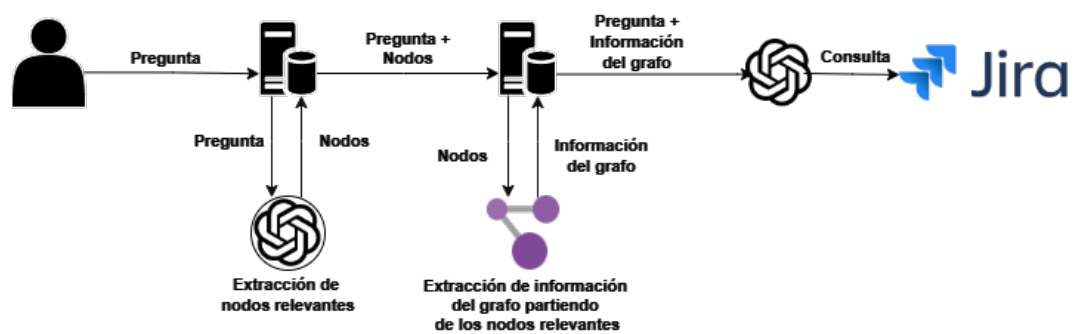 Pregunta
Pregunta +
Nodos
Pregunta +
Información
del grafo
Consulta
Jira
Pregunta
Nodos
Nodos
Información
del grafo
Extracción de
nodos relevantes
Extracción de información
del grafo partiendo
de los nodos relevantes